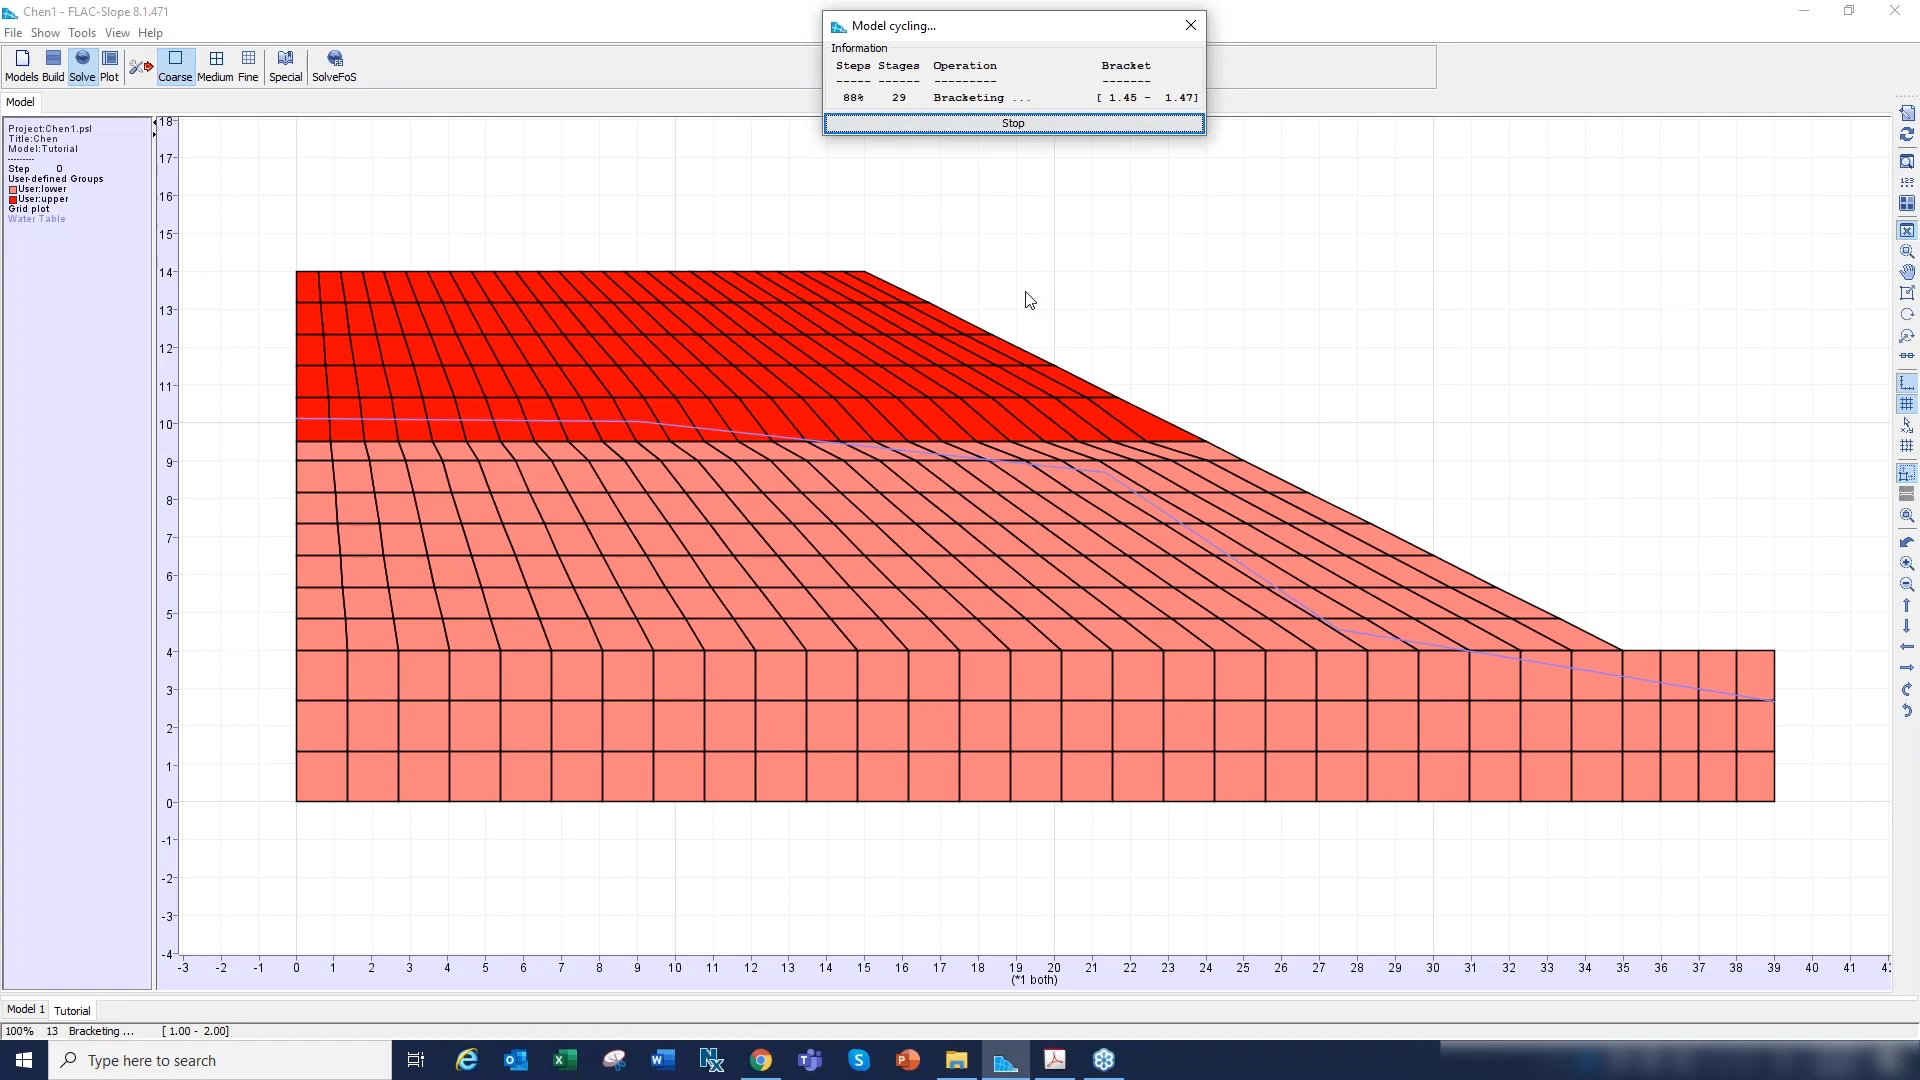 Chen1 - FLAC-Slope 8.1.471
File Show Tools View Help
Models Build Solve Plot Coarse Medium Fine Special SolveFoS
Model cycling...
Information
Steps Stages Operation Bracket
----- ------ --------- -------
88% 29 Bracketing ... [ 1.45 - 1.47]
Stop
Model
Project:Chen1.psl
Title:Chen
Model:Tutorial
---------
Step 0
User-defined Groups
User:lower
User:upper
Grid plot
Water Table
18
17
16
15
14
13
12
11
10
9
8
7
6
5
4
3
2
1
0
-1
-2
-3
-4
-3 -2 -1 0 1 2 3 4 5 6 7 8 9 10 11 12 13 14 15 16 17 18 19 20 21 22 23 24 25 26 27 28 29 30 31 32 33 34 35 36 37 38 39 40 41
(*1 both)
Model 1 Tutorial
100% 13 Bracketing ... [ 1.00 - 2.00]
Type here to search